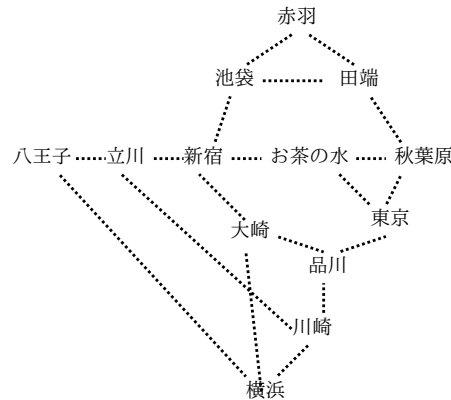 赤羽
池袋 田端
八王子 立川 新宿 お茶の水 秋葉原
東京
大崎
品川
川崎
横浜